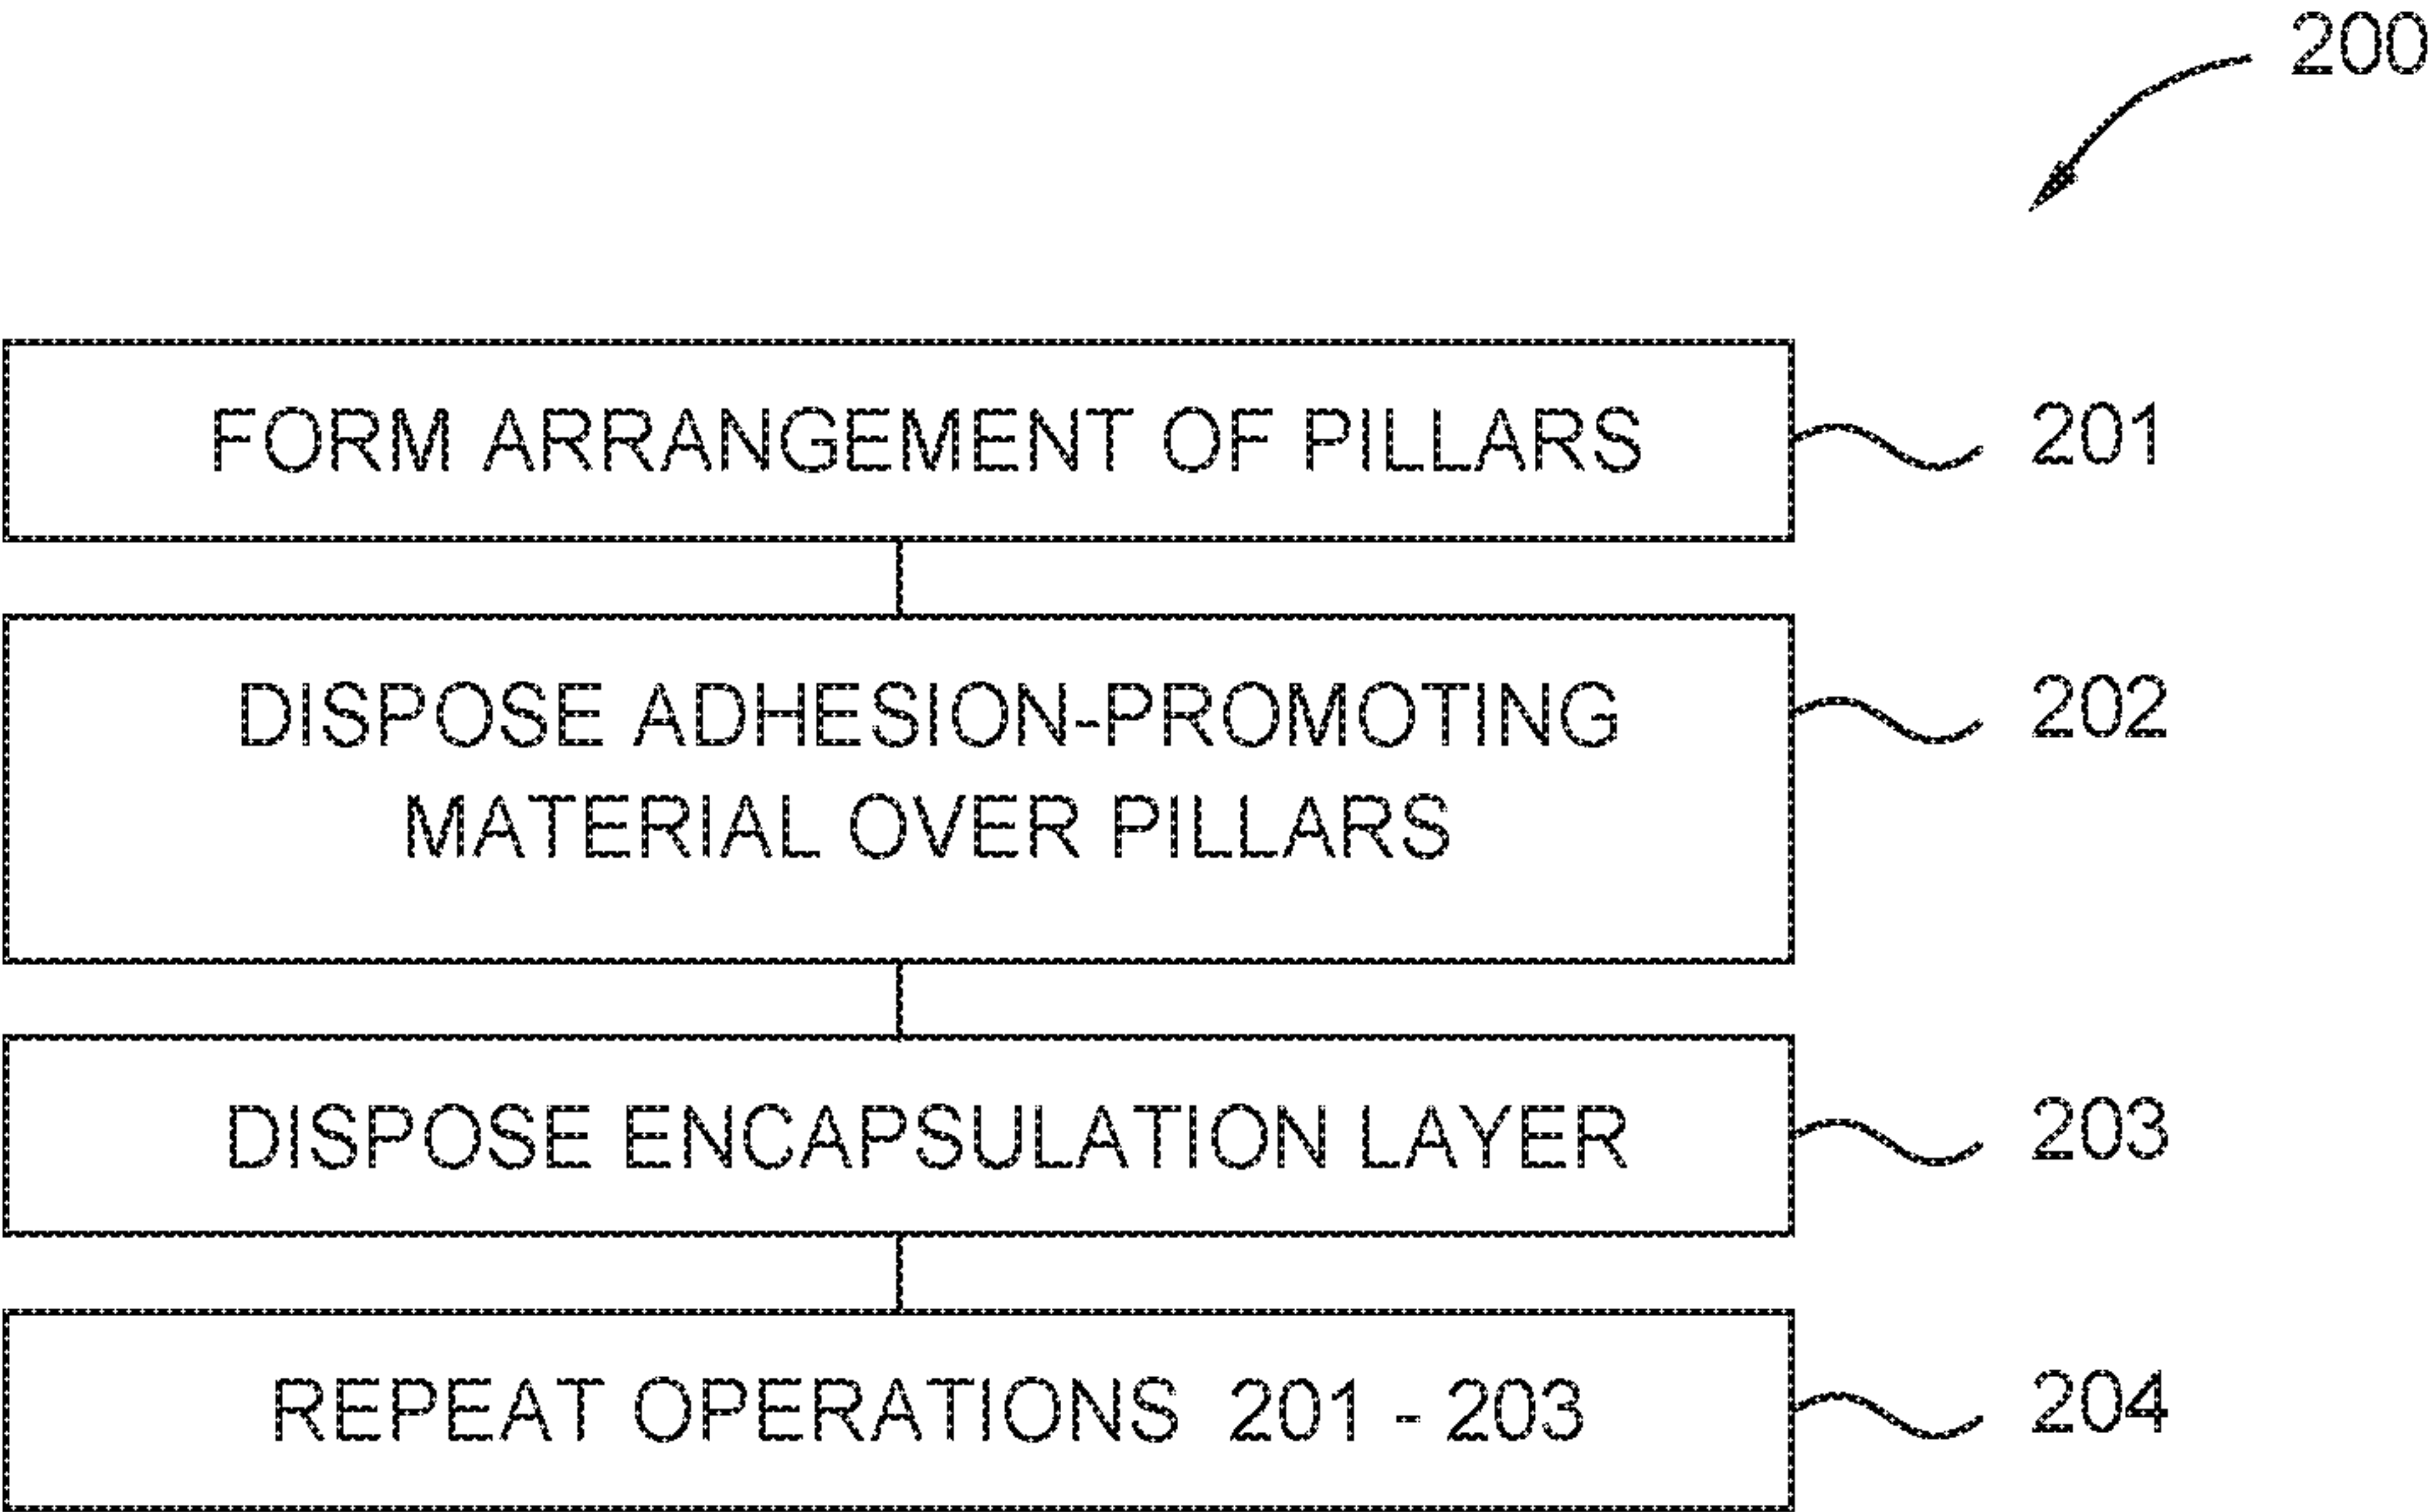 200
FORM ARRANGEMENT OF PILLARS 201
DISPOSE ADHESION-PROMOTING 202
MATERIAL OVER PILLARS
DISPOSE ENCAPSULATION LAYER 203
REPEAT OPERATIONS 201 - 203 204